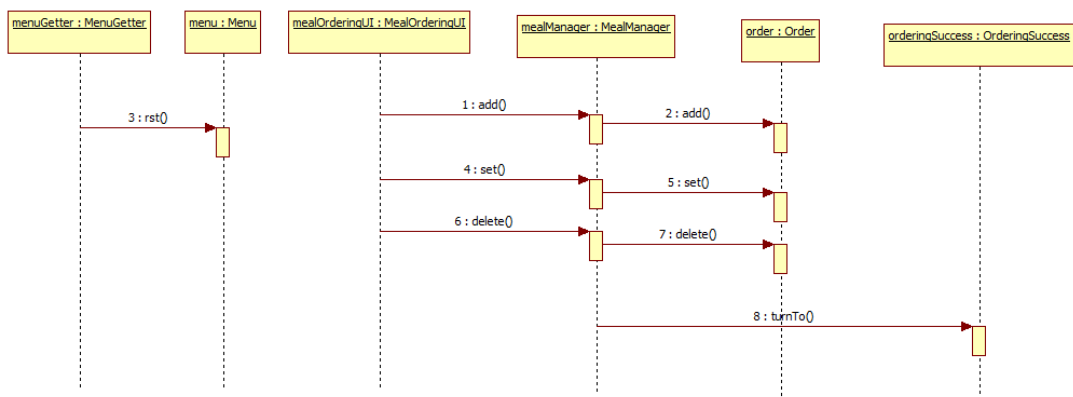 menuGetter : MenuGetter
menu : Menu
mealOrderingUI : MealOrderingUI
mealManager : MealManager
order : Order
orderingSuccess : OrderingSuccess
1 : add()
2 : add()
3 : rst()
4 : set()
5 : set()
6 : delete()
7 : delete()
8 : turnTo()